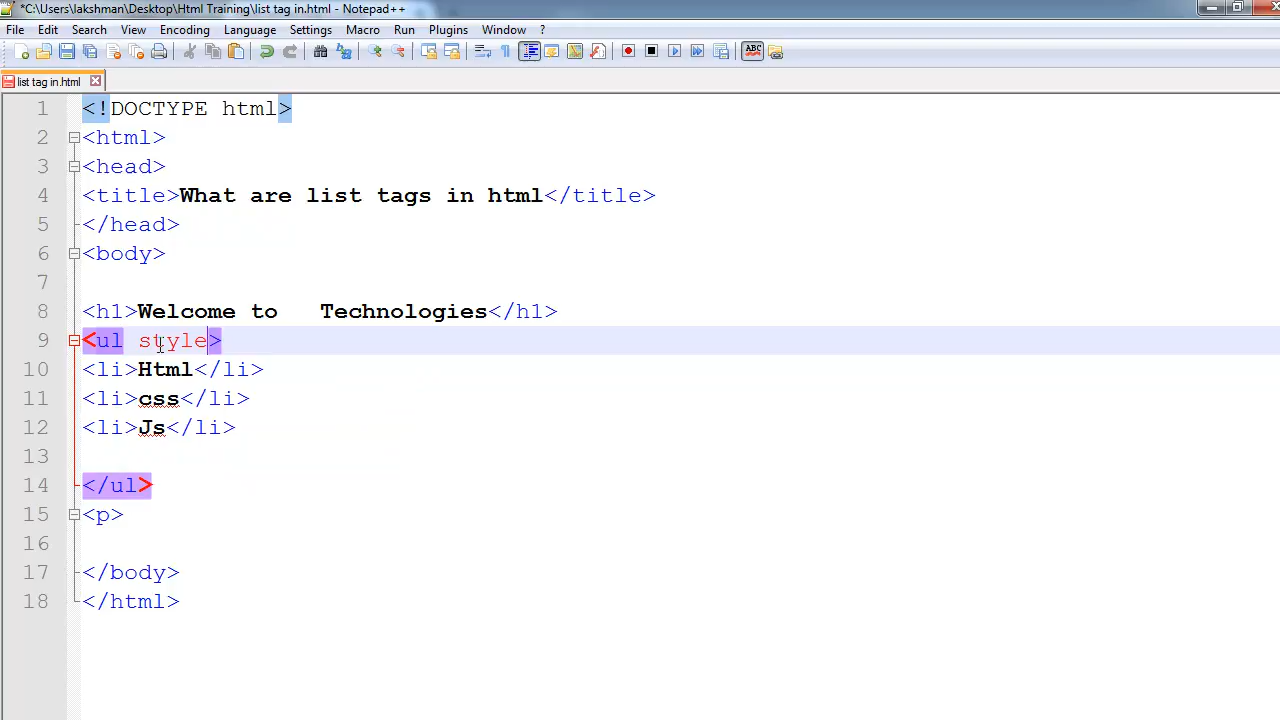 *C:\Users\lakshman\Desktop\Html Training\list tag in.html - Notepad++
File Edit Search View Encoding Language Settings Macro Run Plugins Window ?
ABC
list tag in.html
1 <!DOCTYPE html>
2 <html>
3 <head>
4 <title>What are list tags in html</title>
5 </head>
6 <body>
7
8 <h1>Welcome to   Technologies</h1>
9 <ul style>
10 <li>Html</li>
11 <li>css</li>
12 <li>Js</li>
13
14 </ul>
15 <p>
16
17 </body>
18 </html>